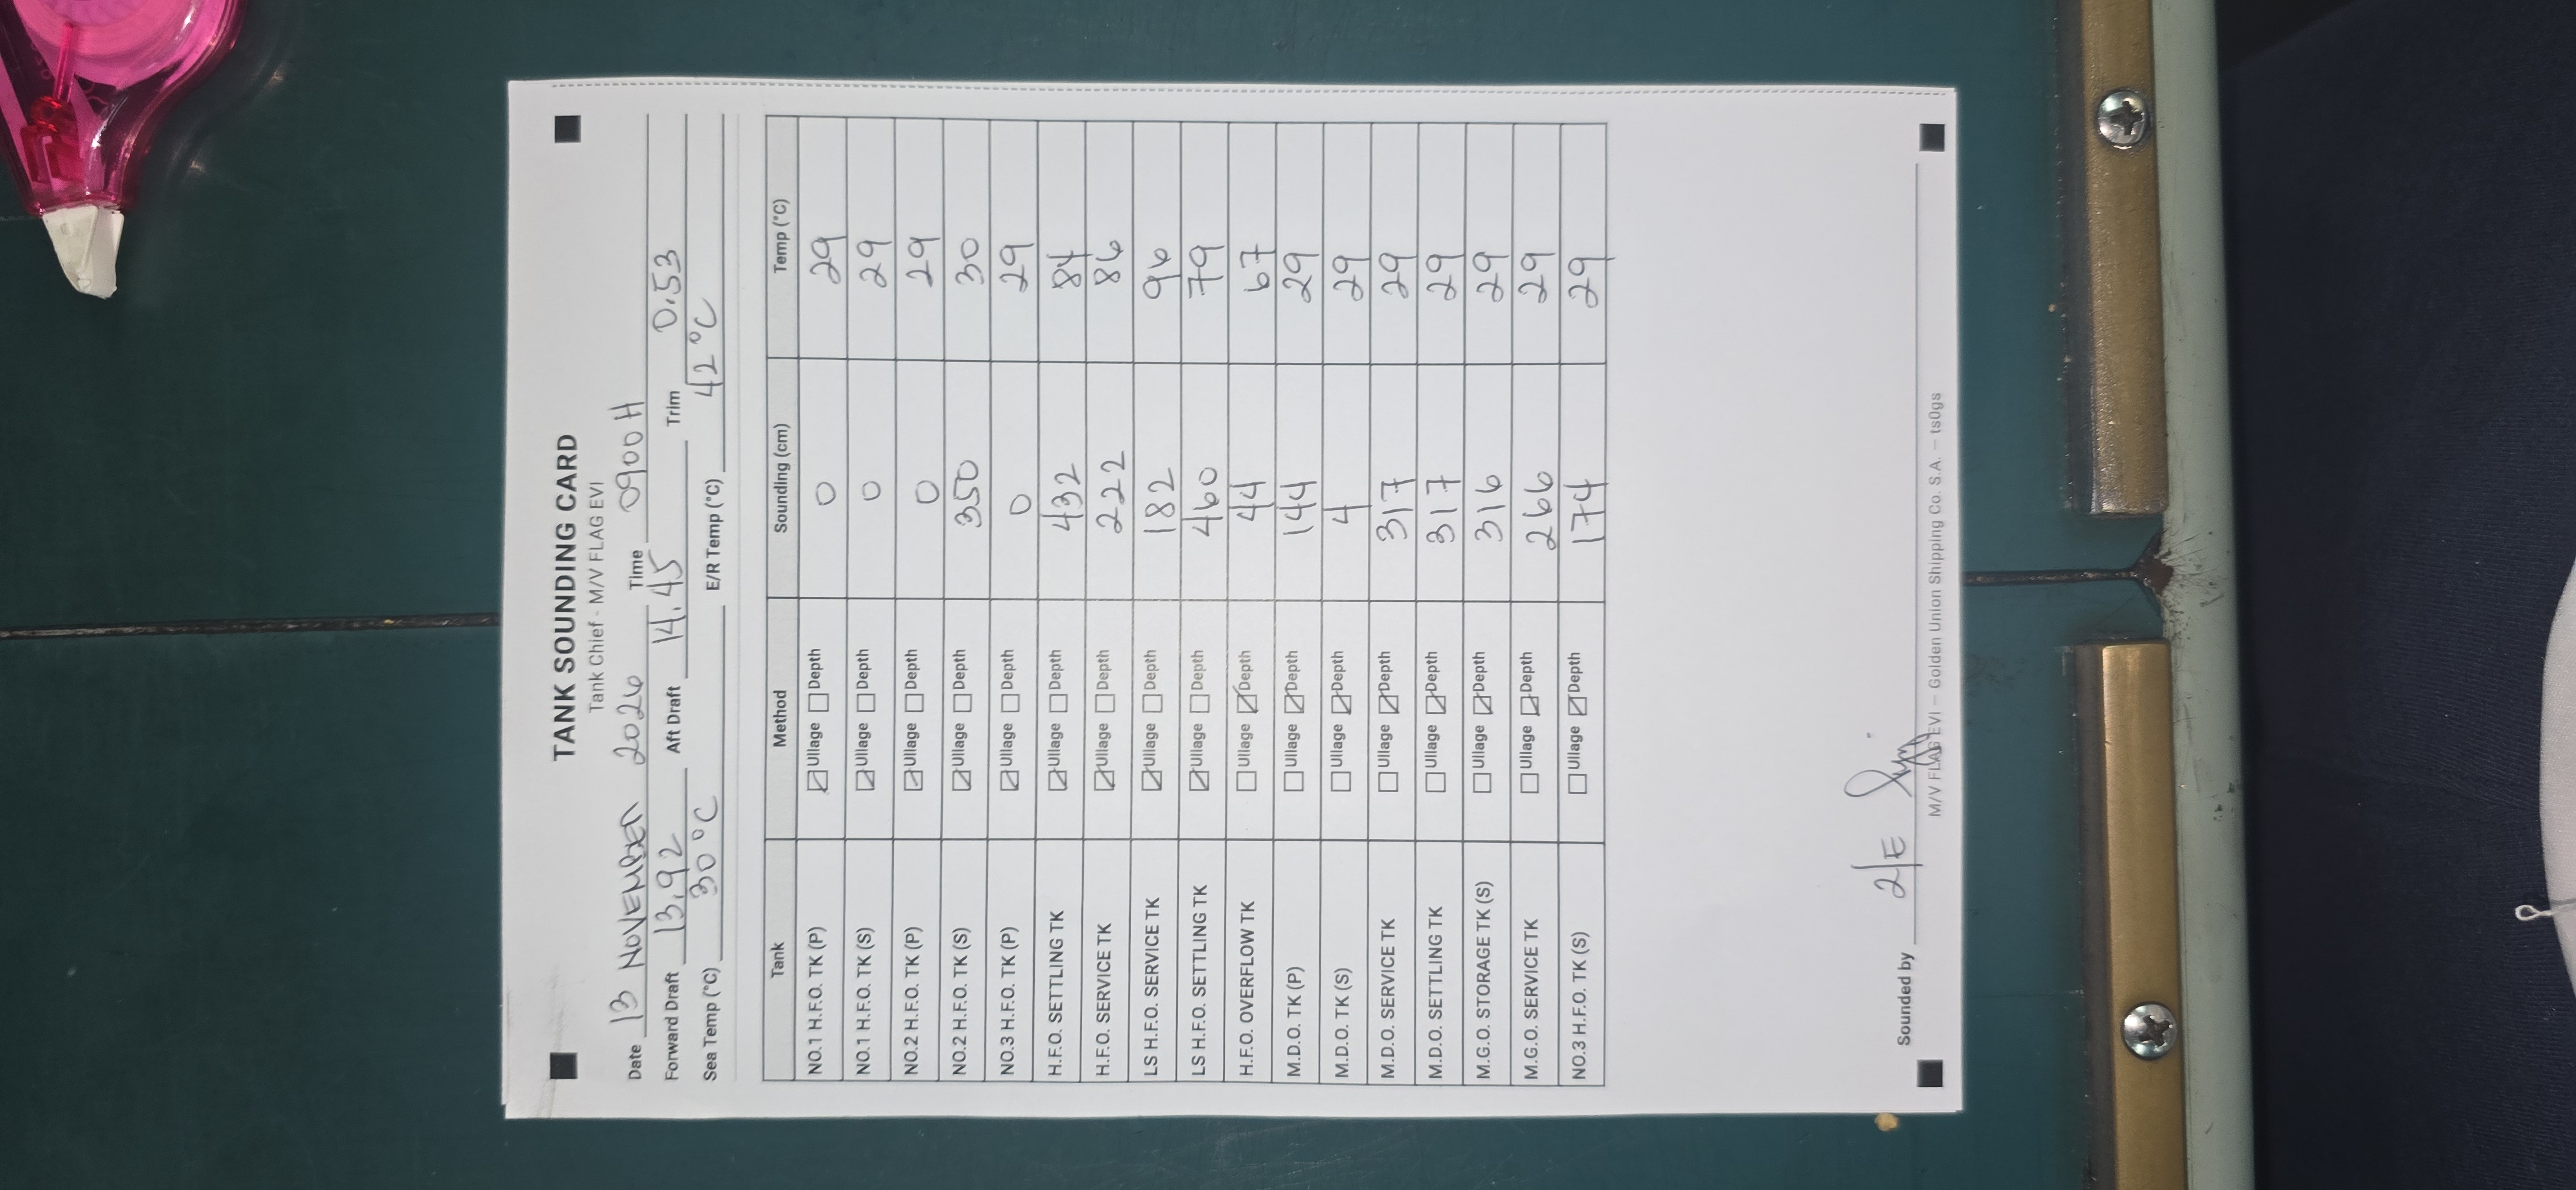 TANK SOUNDING CARD
Tank Chief - M/V FLAG EVI
Date 13 NOVEMBER 2026 Time 0900 H
Forward Draft 13.92 Aft Draft 14.45 Trim 0.53
Sea Temp (°C) 30 °C E/R Temp (°C) 42 °C
Tank Method Sounding (cm) Temp (°C)
NO.1 H.F.O. TK (P) ☑ Ullage ☐ Depth 0 29
NO.1 H.F.O. TK (S) ☑ Ullage ☐ Depth 0 29
NO.2 H.F.O. TK (P) ☑ Ullage ☐ Depth 0 29
NO.2 H.F.O. TK (S) ☑ Ullage ☐ Depth 350 30
NO.3 H.F.O. TK (P) ☑ Ullage ☐ Depth 0 29
H.F.O. SETTLING TK ☑ Ullage ☐ Depth 432 84
H.F.O. SERVICE TK ☑ Ullage ☐ Depth 222 86
LS H.F.O. SERVICE TK ☑ Ullage ☐ Depth 182 96
LS H.F.O. SETTLING TK ☑ Ullage ☐ Depth 460 79
H.F.O. OVERFLOW TK ☐ Ullage ☑ Depth 44 67
M.D.O. TK (P) ☐ Ullage ☑ Depth 144 29
M.D.O. TK (S) ☐ Ullage ☑ Depth 4 29
M.D.O. SERVICE TK ☐ Ullage ☑ Depth 317 29
M.D.O. SETTLING TK ☐ Ullage ☑ Depth 317 29
M.G.O. STORAGE TK (S) ☐ Ullage ☑ Depth 316 29
M.G.O. SERVICE TK ☐ Ullage ☑ Depth 266 29
NO.3 H.F.O. TK (S) ☐ Ullage ☑ Depth 174 29
Sounded by 2/E
M/V FLAG EVI — Golden Union Shipping Co. S.A. — ts0gs